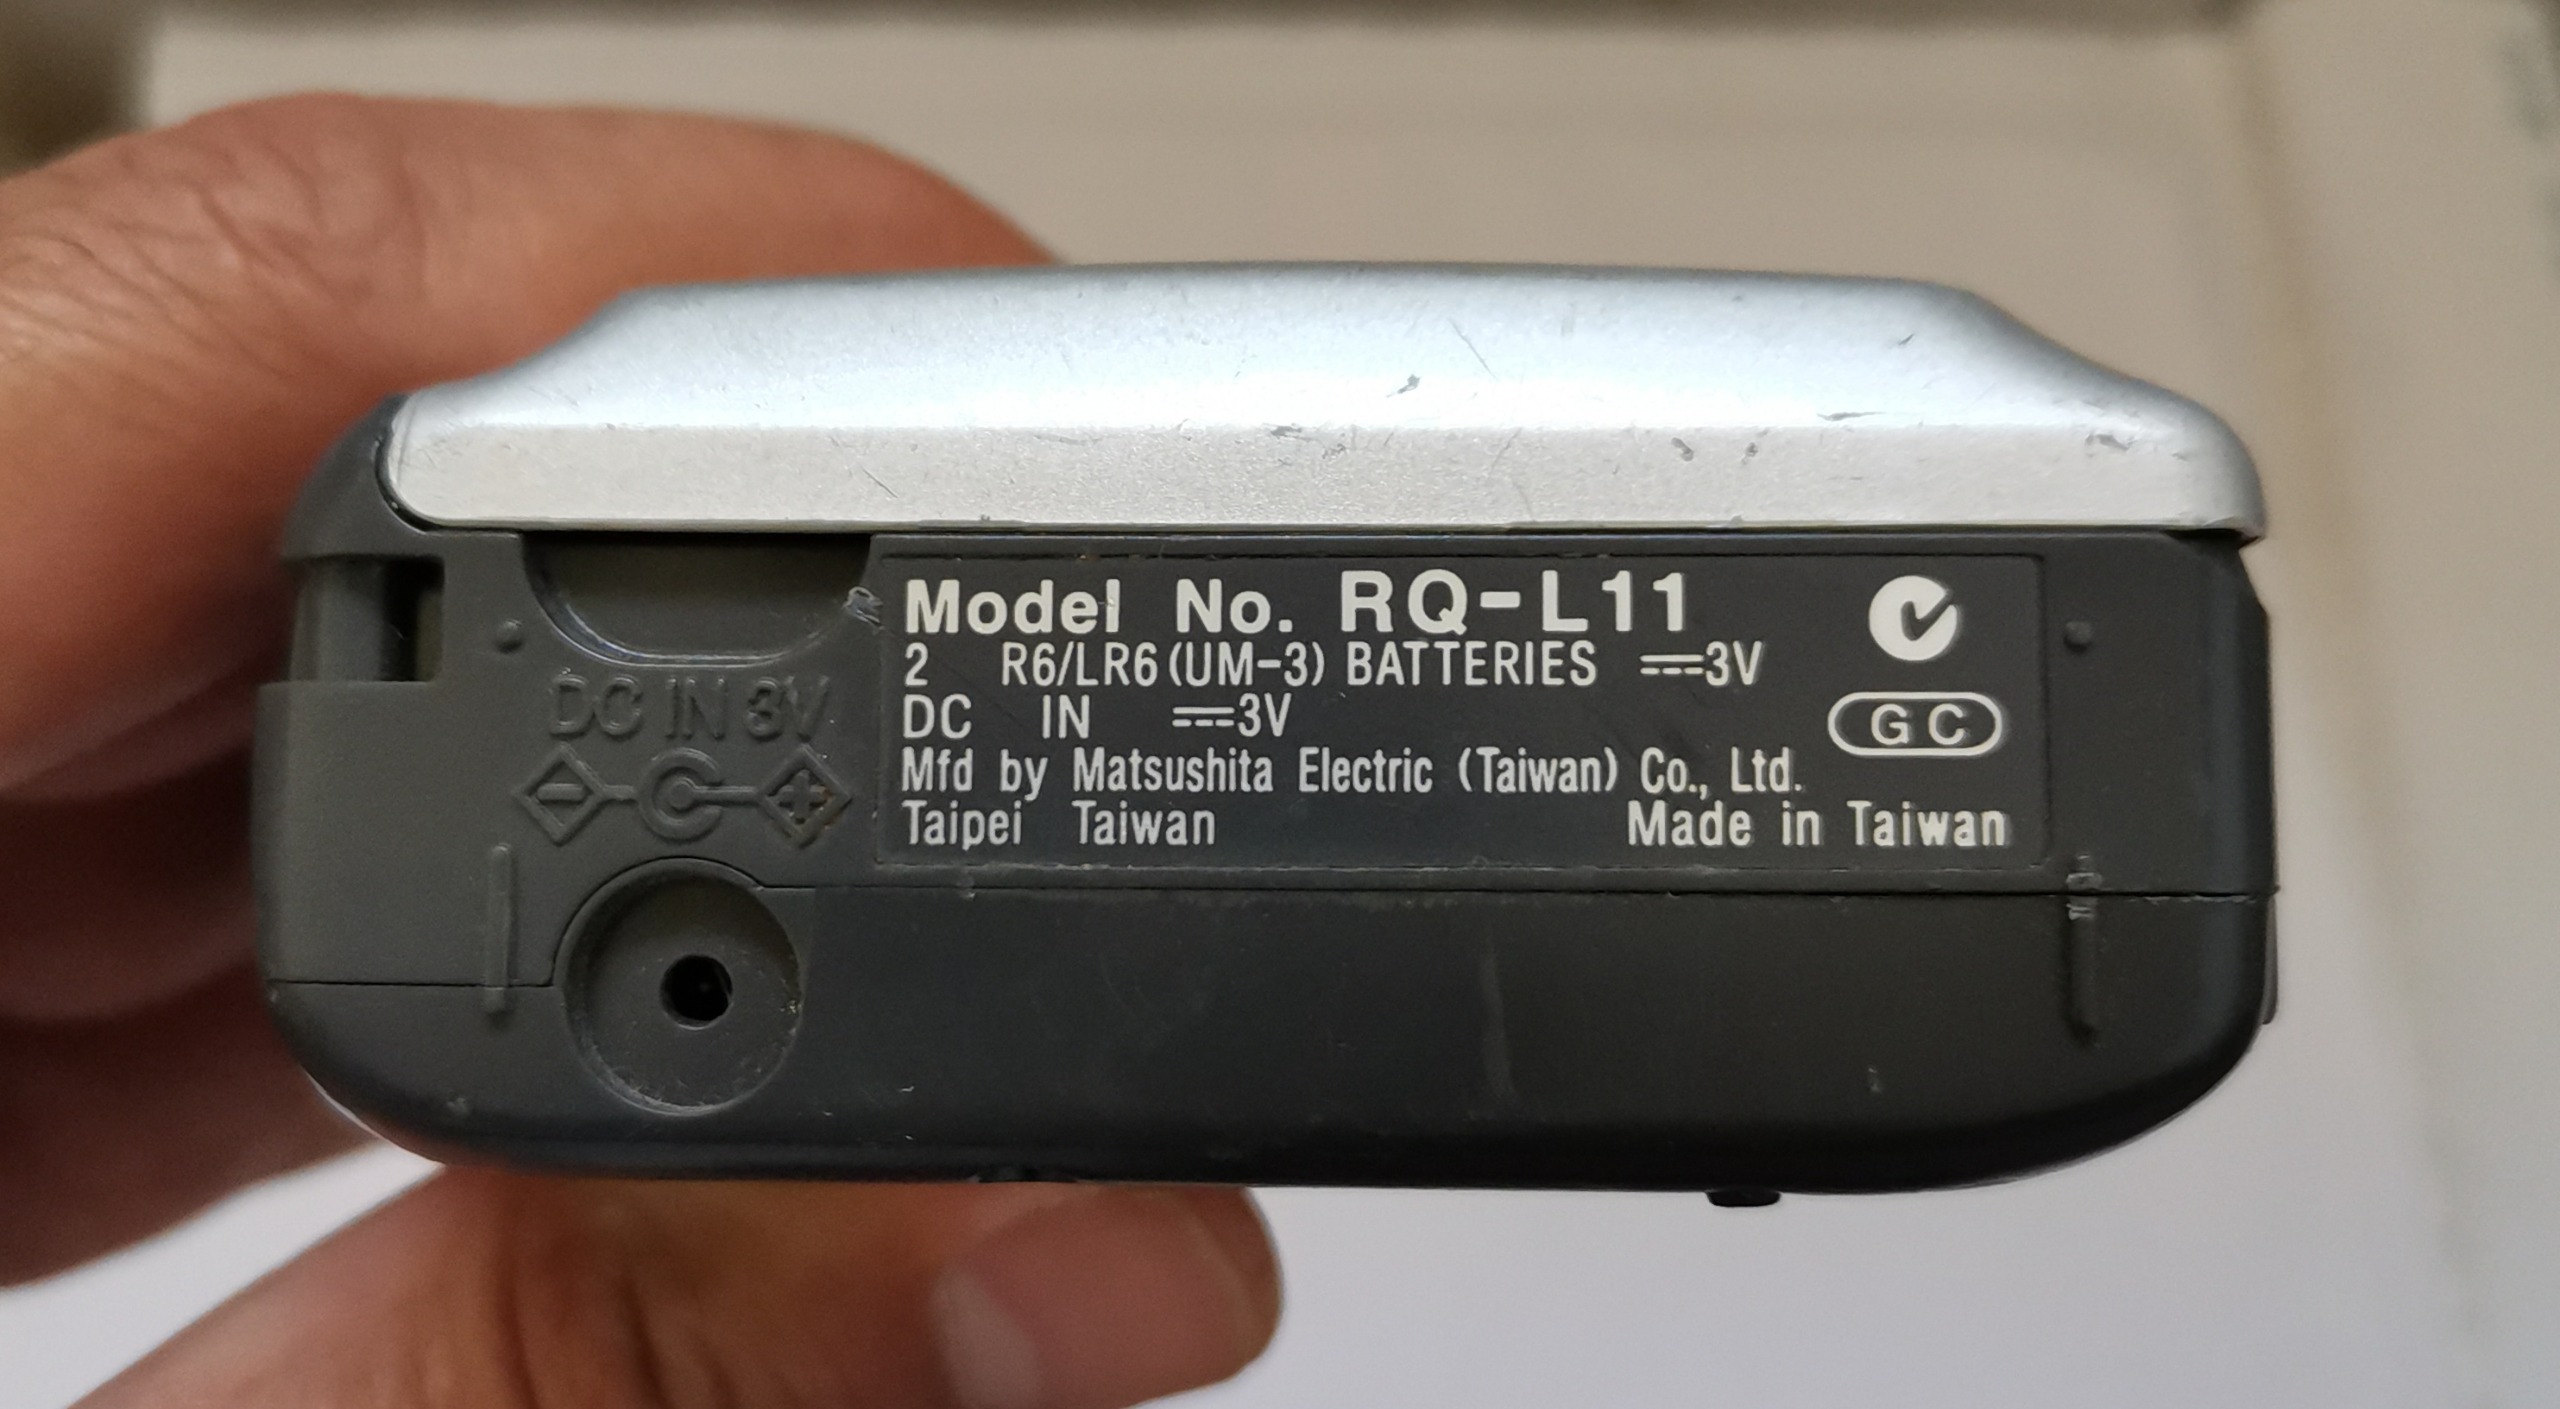 DC IN 3V
Model No. RQ-L11
2 R6/LR6 (UM-3) BATTERIES ⎓3V
DC IN ⎓3V
GC
Mfd by Matsushita Electric (Taiwan) Co., Ltd.
Taipei Taiwan Made in Taiwan